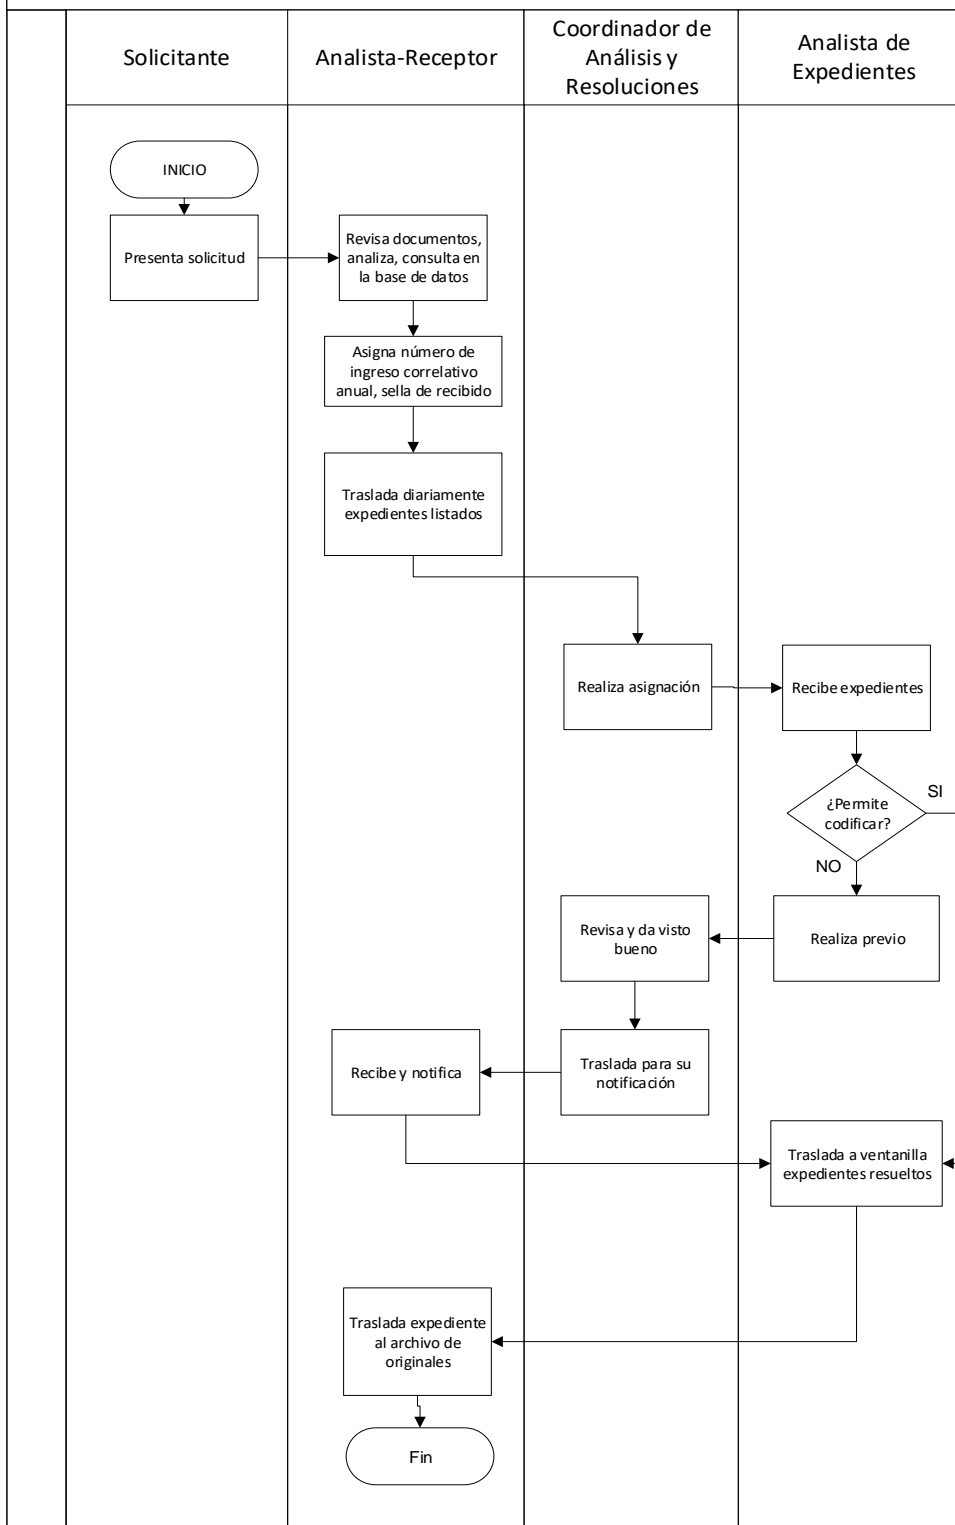 Solicitante
Analista-Receptor
Coordinador de
Análisis y
Resoluciones
Analista de
Expedientes
INICIO
Presenta solicitud
Revisa documentos,
analiza, consulta en
la base de datos
Asigna número de
ingreso correlativo
anual, sella de recibido
Traslada diariamente
expedientes listados
Realiza asignación
Recibe expedientes
¿Permite
codificar?
SI
NO
Realiza previo
Revisa y da visto
bueno
Traslada para su
notificación
Recibe y notifica
Traslada a ventanilla
expedientes resueltos
Traslada expediente
al archivo de
originales
Fin